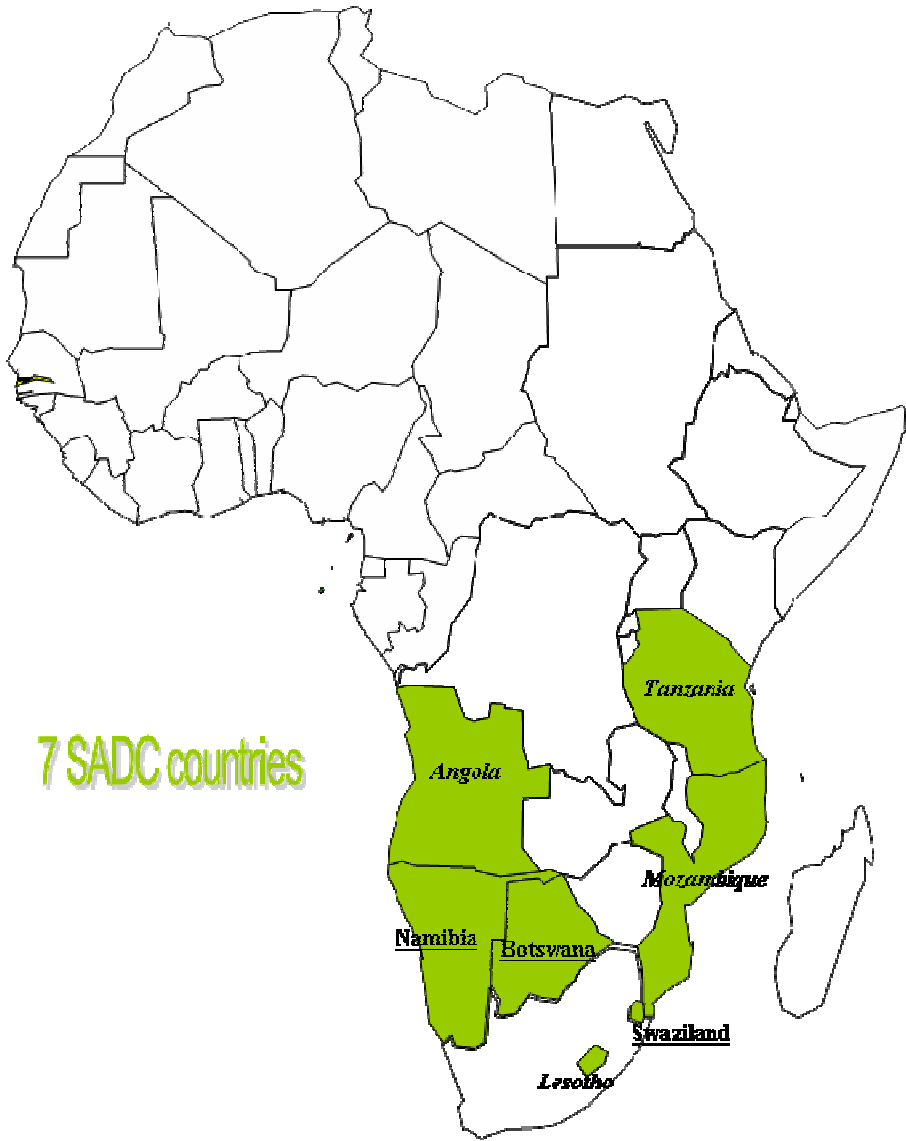 Tanzania
7 SADC countries
Angola
Mozambique
Namibia
Botswana
Swaziland
Lesotho